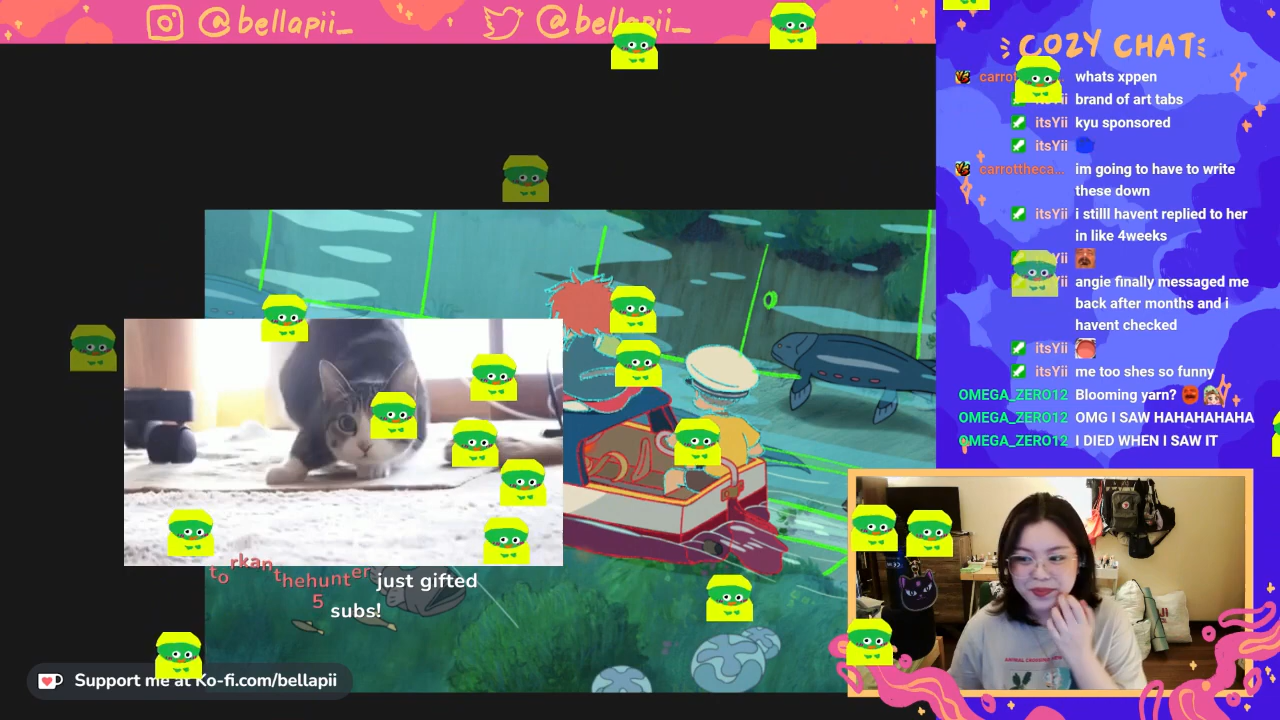 @bellapii_
@bellapii_
COZY CHAT
whats xppen
brand of art tabs
itsYii kyu sponsored
itsYii
carrottheca... im going to have to write
these down
itsYii i stilll havent replied to her
in like 4weeks
angie finally messaged me
back after months and i
havent checked
itsYii
itsYii me too shes so funny
OMEGA_ZERO12 Blooming yarn?
OMEGA_ZERO12 OMG I SAW HAHAHAHAHA
OMEGA_ZERO12 I DIED WHEN I SAW IT
torkanthehunter just gifted
5 subs!
Support me at Ko-fi.com/bellapii